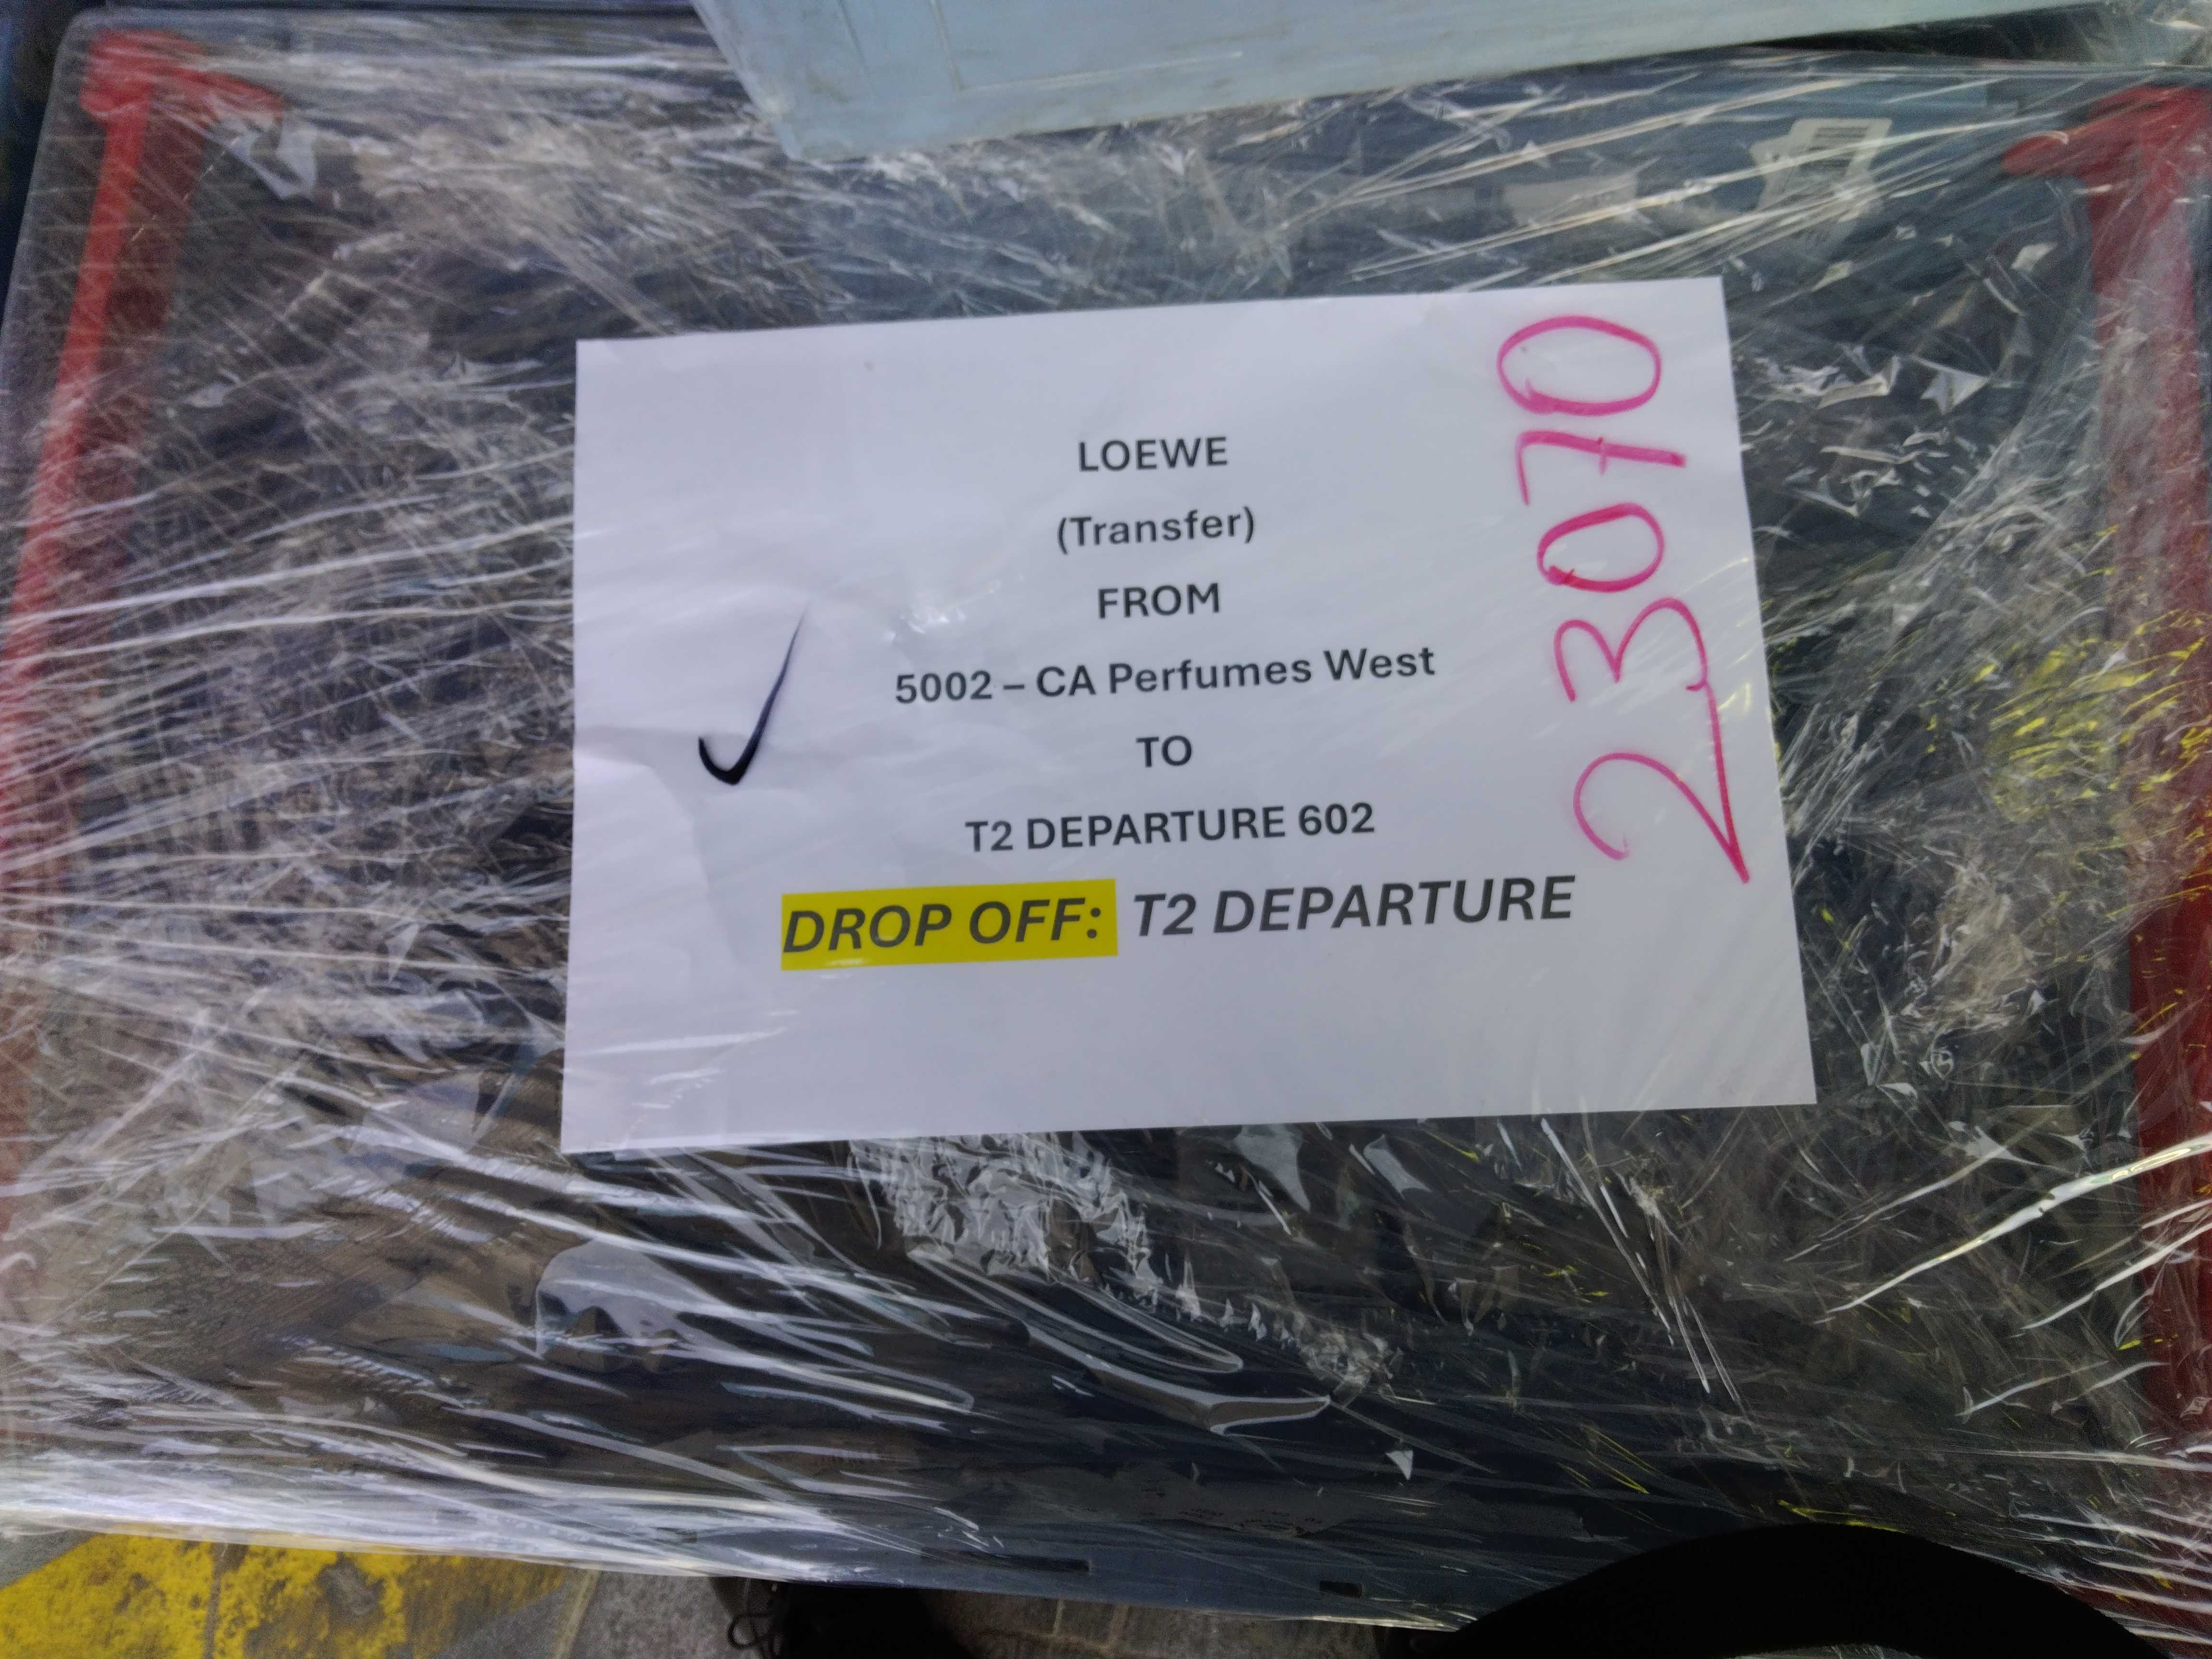 LOEWE
(Transfer)
FROM
5002 – CA Perfumes West
TO
T2 DEPARTURE 602
DROP OFF: T2 DEPARTURE
23070